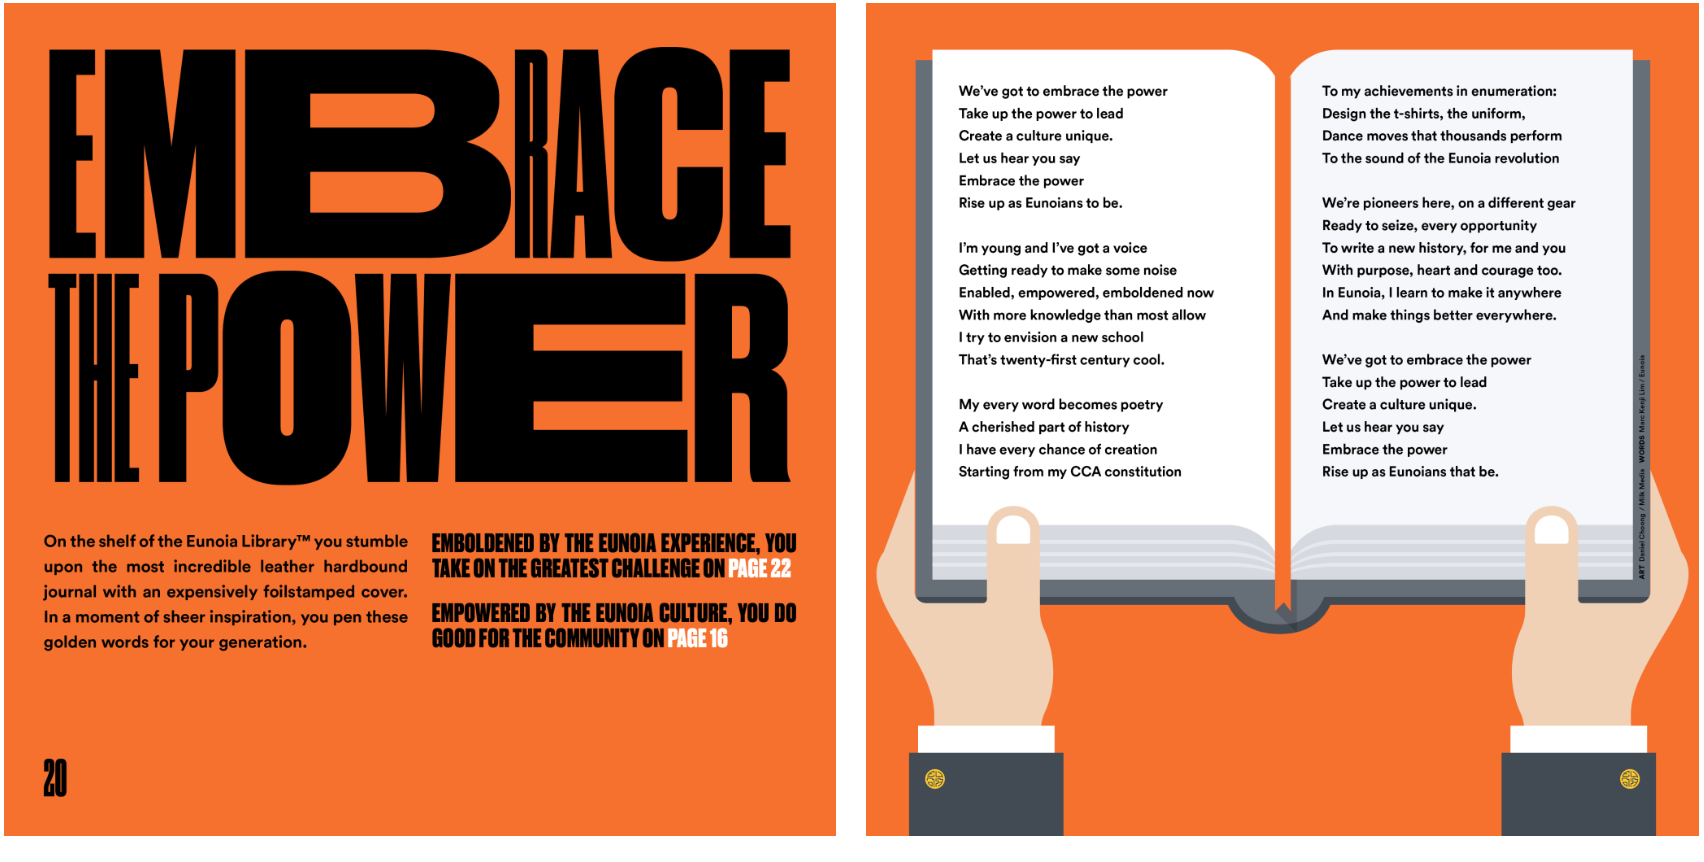 EMBRACE
THE POWER
On the shelf of the Eunoia Library™ you stumble
upon the most incredible leather hardbound
journal with an expensively foilstamped cover.
In a moment of sheer inspiration, you pen these
golden words for your generation.
EMBOLDENED BY THE EUNOIA EXPERIENCE, YOU
TAKE ON THE GREATEST CHALLENGE ON PAGE 22
EMPOWERED BY THE EUNOIA CULTURE, YOU DO
GOOD FOR THE COMMUNITY ON PAGE 16
20
We've got to embrace the power
Take up the power to lead
Create a culture unique.
Let us hear you say
Embrace the power
Rise up as Eunoians to be.
I'm young and I've got a voice
Getting ready to make some noise
Enabled, empowered, emboldened now
With more knowledge than most allow
I try to envision a new school
That's twenty-first century cool.
My every word becomes poetry
A cherished part of history
I have every chance of creation
Starting from my CCA constitution
To my achievements in enumeration:
Design the t-shirts, the uniform,
Dance moves that thousands perform
To the sound of the Eunoia revolution
We're pioneers here, on a different gear
Ready to seize, every opportunity
To write a new history, for me and you
With purpose, heart and courage too.
In Eunoia, I learn to make it anywhere
And make things better everywhere.
We've got to embrace the power
Take up the power to lead
Create a culture unique.
Let us hear you say
Embrace the power
Rise up as Eunoians that be.
ART Daniel Choong / Milk Media WORDS Marc Kenji Lim / Eunoia